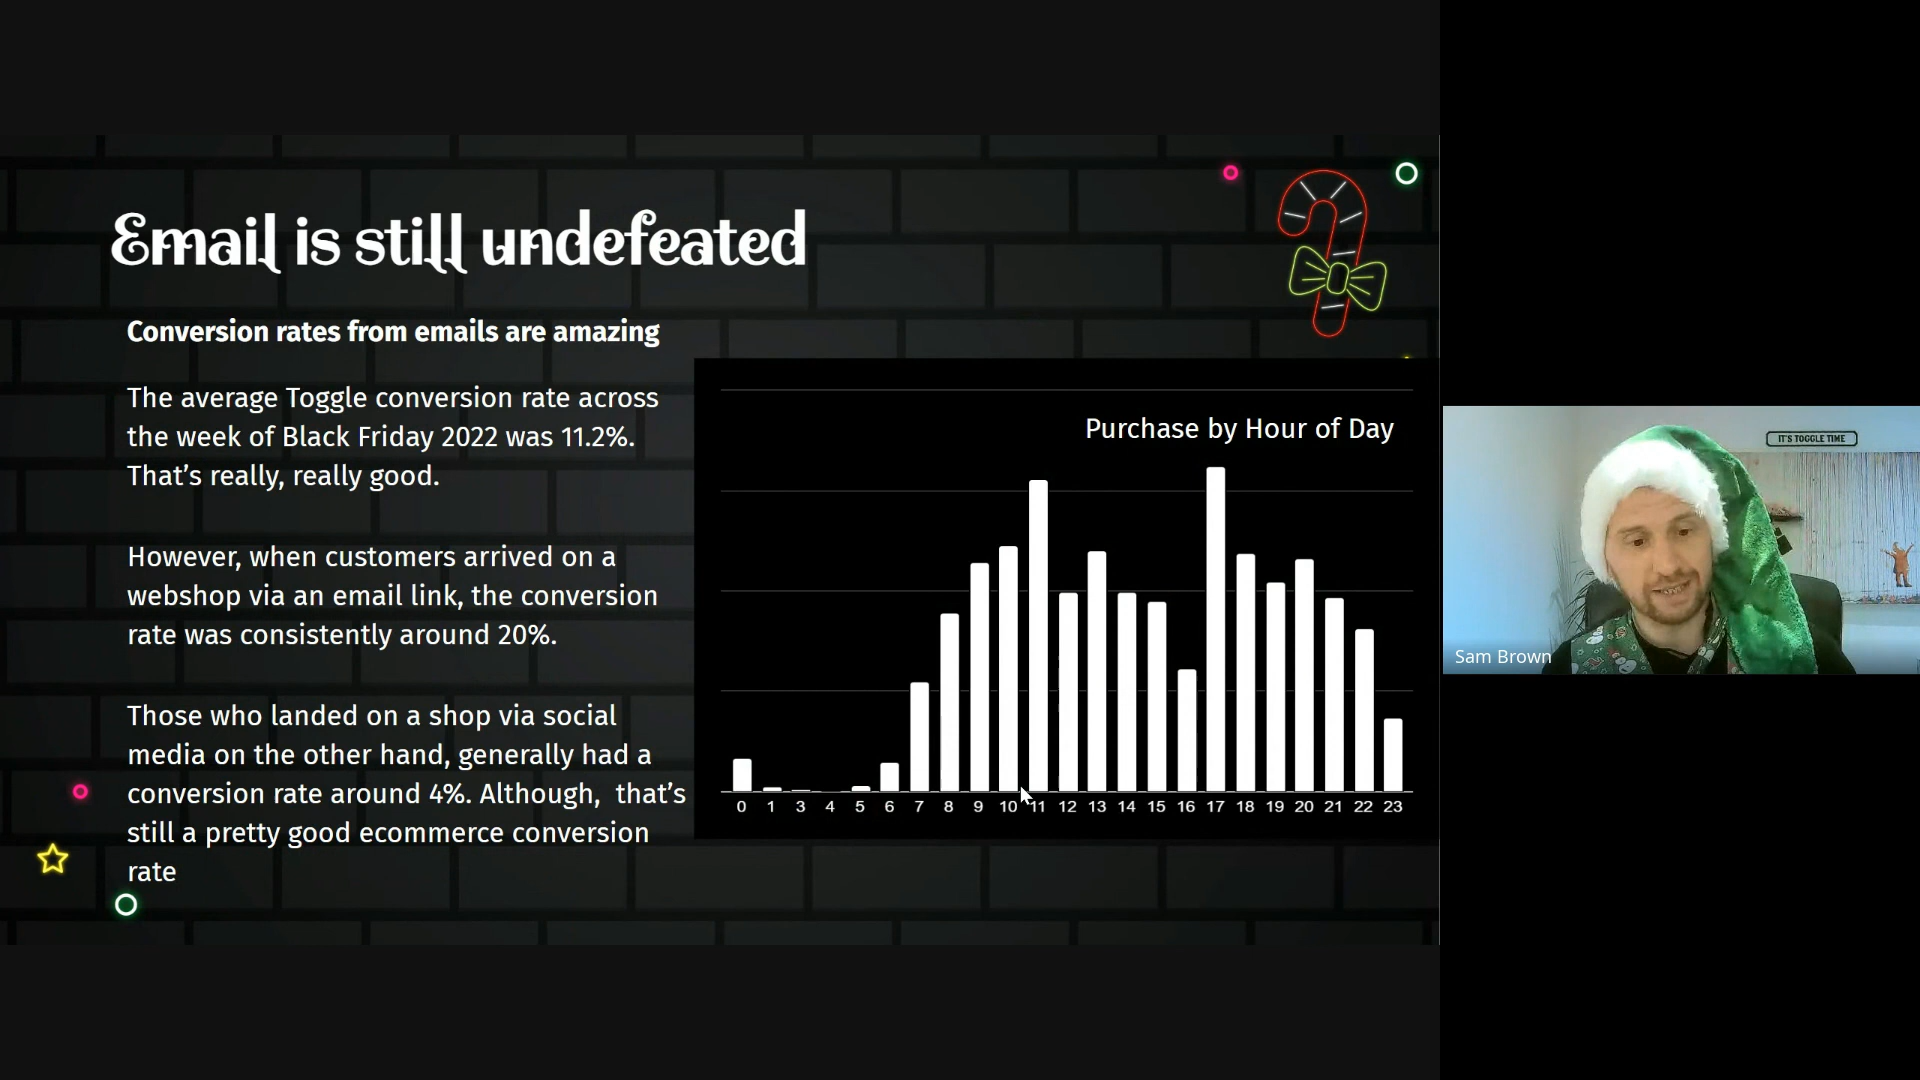 Email is still undefeated
Conversion rates from emails are amazing
The average Toggle conversion rate across
the week of Black Friday 2022 was 11.2%.
That’s really, really good.
However, when customers arrived on a
webshop via an email link, the conversion
rate was consistently around 20%.
Those who landed on a shop via social
media on the other hand, generally had a
conversion rate around 4%. Although,  that’s
still a pretty good ecommerce conversion
rate
Purchase by Hour of Day
0 1 3 4 5 6 7 8 9 10 11 12 13 14 15 16 17 18 19 20 21 22 23
IT'S TOGGLE TIME
Sam Brown